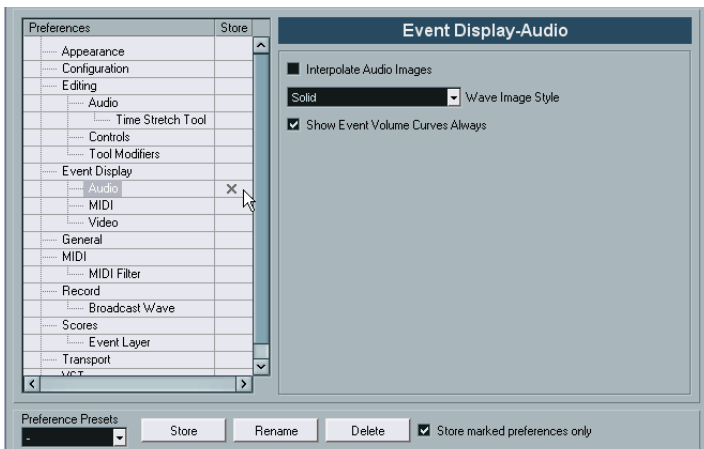 Preferences Store
Appearance
Configuration
Editing
Audio
Time Stretch Tool
Controls
Tool Modifiers
Event Display
Audio
MIDI
Video
General
MIDI
MIDI Filter
Record
Broadcast Wave
Scores
Event Layer
Transport
VST
Event Display-Audio
Interpolate Audio Images
Solid Wave Image Style
Show Event Volume Curves Always
Preference Presets
- Store Rename Delete Store marked preferences only